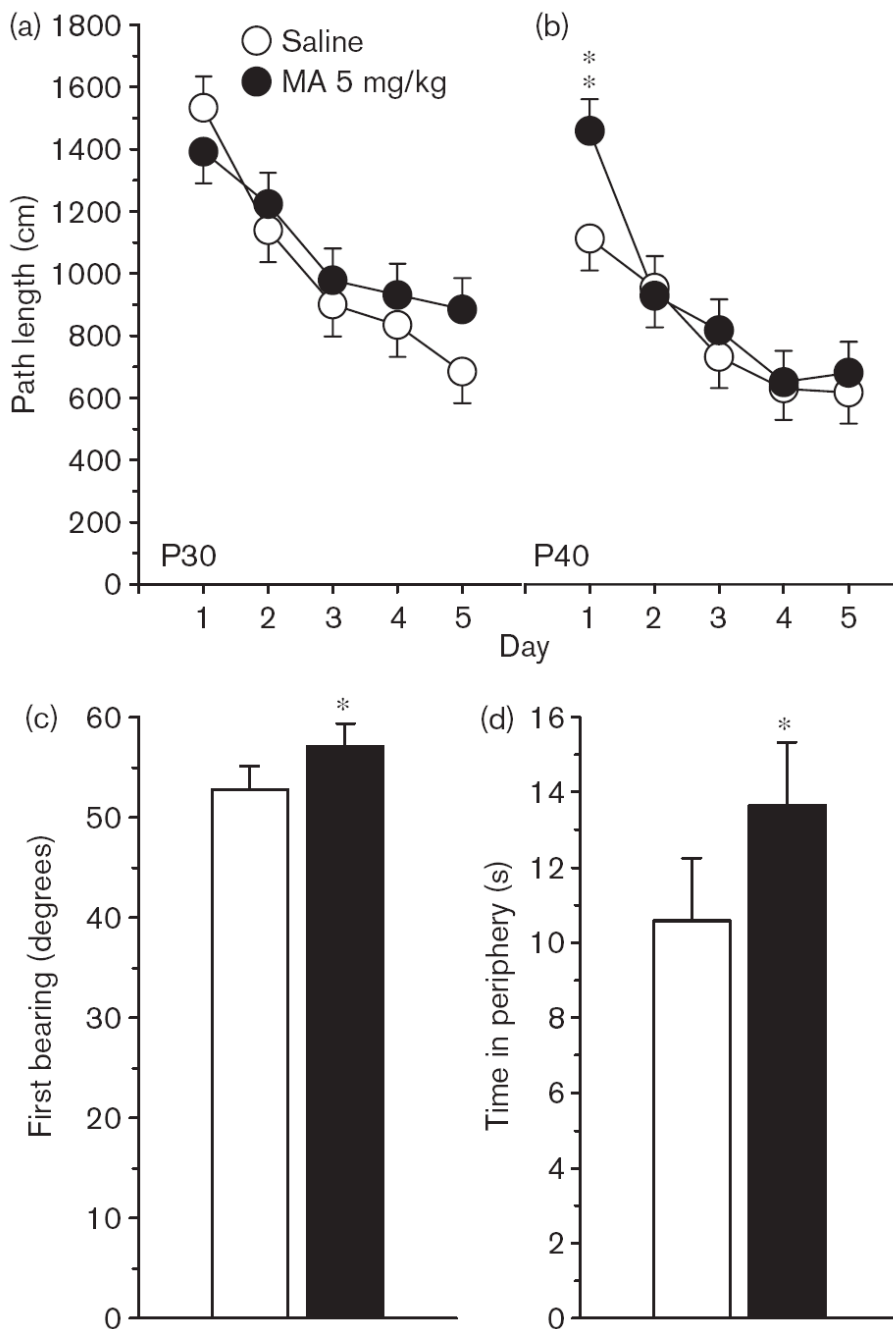 (a)
Saline
MA 5 mg/kg
(b)
*
*
Path length (cm)
1800
1600
1400
1200
1000
800
600
400
200
0
P30
P40
1 2 3 4 5
1 2 3 4 5
Day
(c)
*
First bearing (degrees)
60
50
40
30
20
10
0
(d)
*
Time in periphery (s)
16
14
12
10
8
6
4
2
0